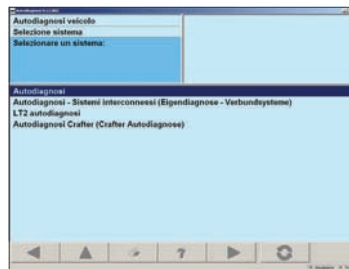 Autodiagnosi veicolo
Selezione sistema
Selezionare un sistema:
Autodiagnosi
Autodiagnosi - Sistemi interconnessi (Eigendiagnose - Verbundsysteme)
LT2 autodiagnosi
Autodiagnosi Crafter (Crafter Autodiagnose)
?